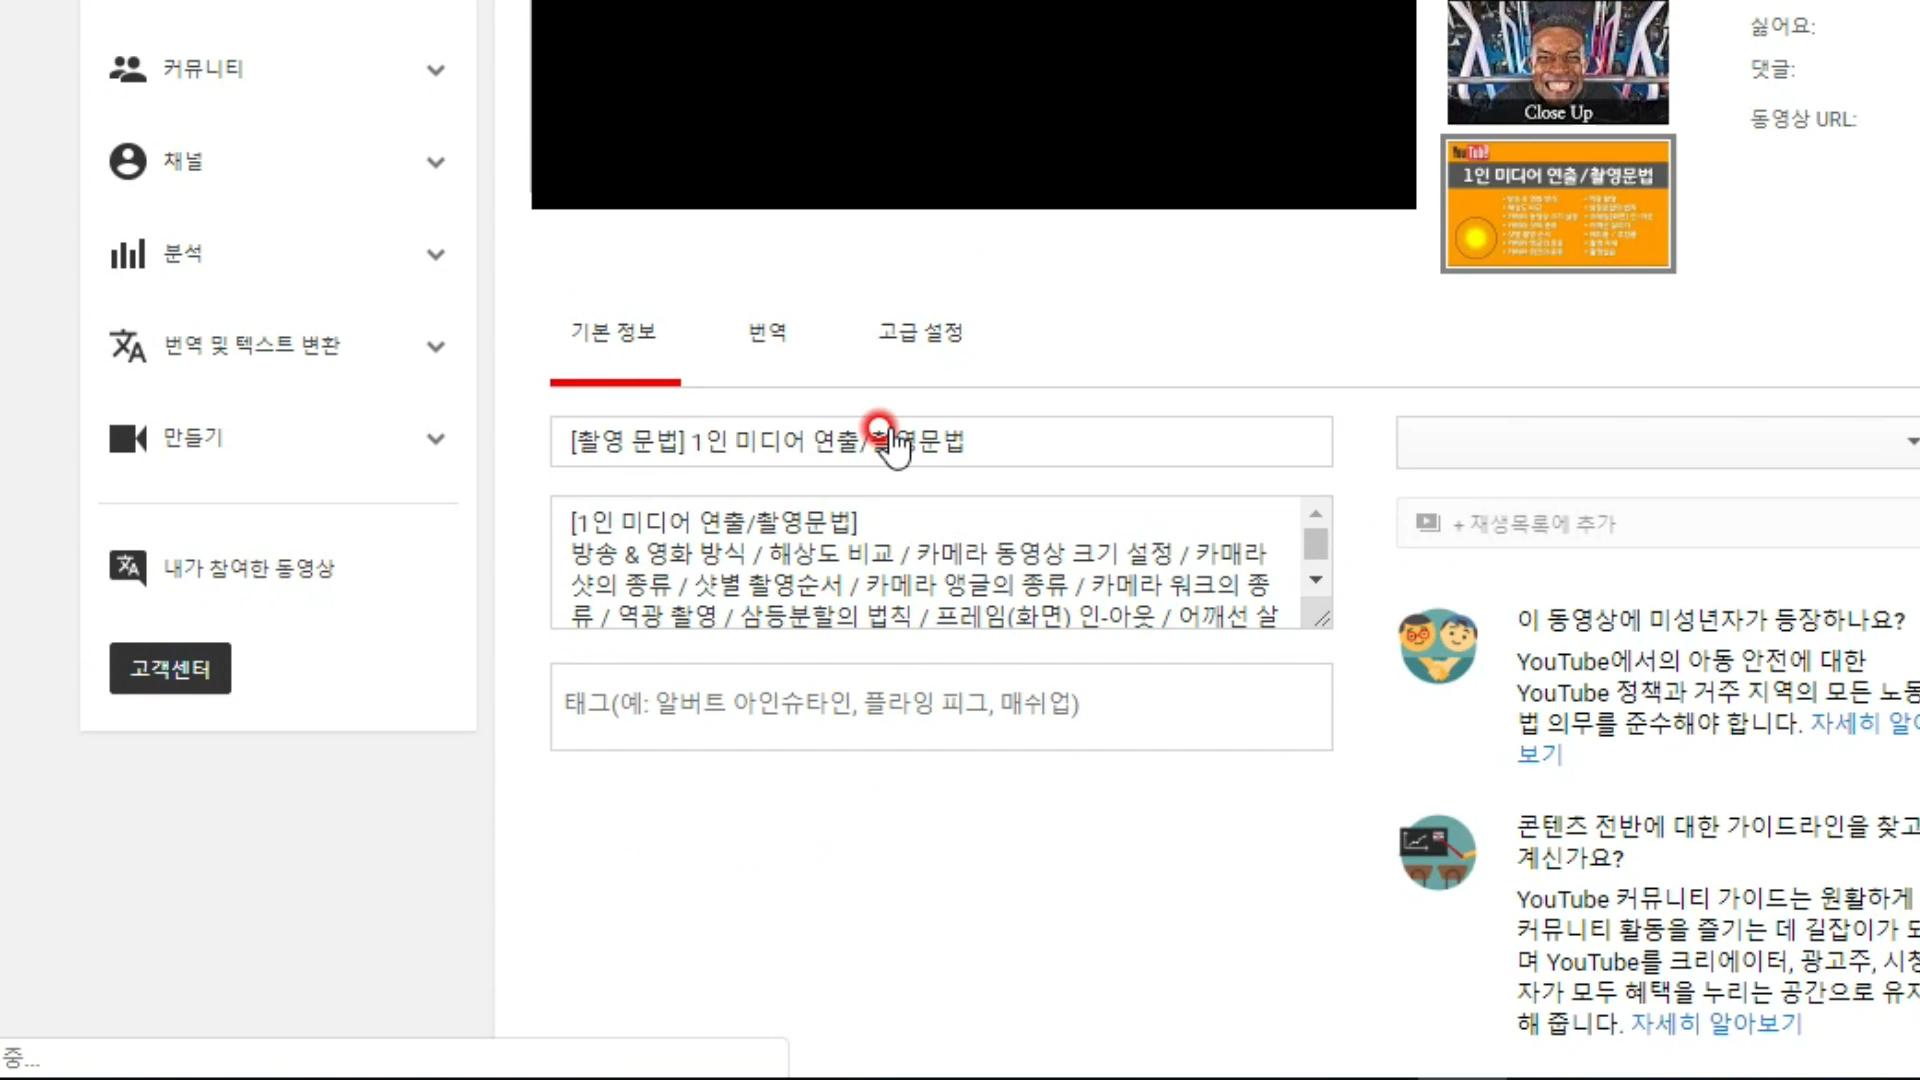 커뮤니티
채널
분석
번역 및 텍스트 변환
만들기
내가 참여한 동영상
고객센터
중...
Close Up
YouTube
1인 미디어 연출/촬영문법
싫어요:
댓글:
동영상 URL:
기본 정보
번역
고급 설정
[촬영 문법] 1인 미디어 연출/촬영문법
[1인 미디어 연출/촬영문법]
방송 & 영화 방식 / 해상도 비교 / 카메라 동영상 크기 설정 / 카매라
샷의 종류 / 샷별 촬영순서 / 카메라 앵글의 종류 / 카메라 워크의 종
류 / 역광 촬영 / 삼등분할의 법칙 / 프레임(화면) 인-아웃 / 어깨선 살
태그(예: 알버트 아인슈타인, 플라잉 피그, 매쉬업)
+ 재생목록에 추가
이 동영상에 미성년자가 등장하나요?
YouTube에서의 아동 안전에 대한
YouTube 정책과 거주 지역의 모든 노동
법 의무를 준수해야 합니다. 자세히 알아
보기
콘텐츠 전반에 대한 가이드라인을 찾고
계신가요?
YouTube 커뮤니티 가이드는 원활하게
커뮤니티 활동을 즐기는 데 길잡이가 되
며 YouTube를 크리에이터, 광고주, 시청
자가 모두 혜택을 누리는 공간으로 유지
해 줍니다. 자세히 알아보기